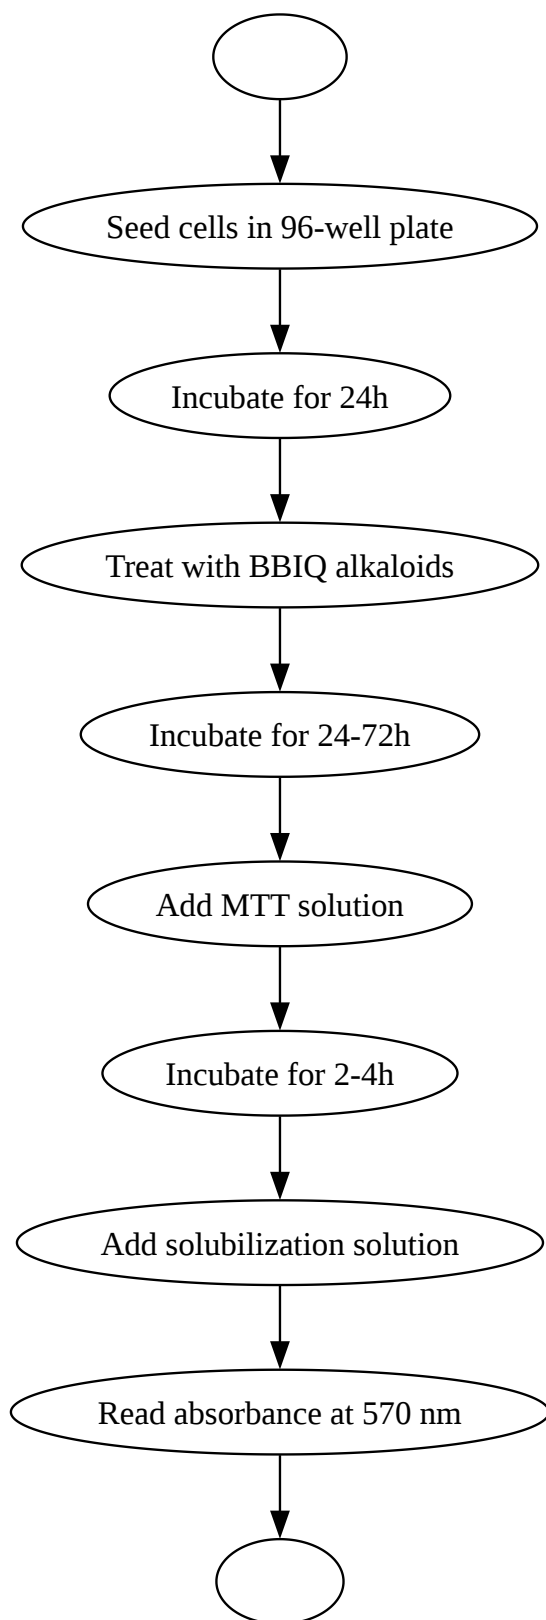 Seed cells in 96-well plate
Incubate for 24h
Treat with BBIQ alkaloids
Incubate for 24-72h
Add MTT solution
Incubate for 2-4h
Add solubilization solution
Read absorbance at 570 nm